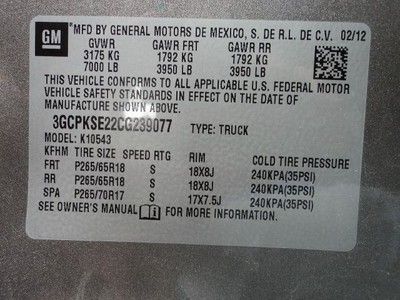 GM
*MFD BY GENERAL MOTORS DE MEXICO, S. DE R.L. DE C.V. 02/12
GVWR GAWR FRT GAWR RR
3175 KG 1792 KG 1792 KG
7000 LB 3950 LB 3950 LB
THIS VEHICLE CONFORMS TO ALL APPLICABLE U.S. FEDERAL MOTOR
VEHICLE SAFETY STANDARDS IN EFFECT ON THE DATE OF
MANUFACTURE SHOWN ABOVE.
3GCPKSE22CG239077 TYPE: TRUCK
MODEL: K10543
KFHM TIRE SIZE SPEED RTG RIM COLD TIRE PRESSURE
FRT P265/65R18 S 18X8J 240KPA(35PSI)
RR P265/65R18 S 18X8J 240KPA(35PSI)
SPA P265/70R17 S 17X7.5J 240KPA(35PSI)
SEE OWNER'S MANUAL FOR MORE INFORMATION.